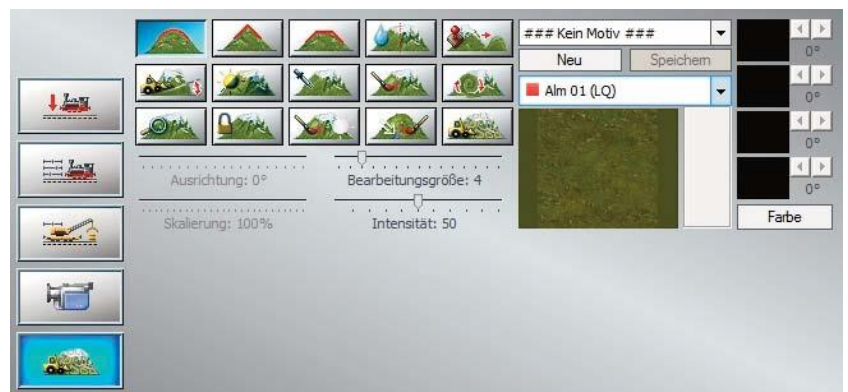 ### Kein Motiv ###
Neu
Speichern
Alm 01 (LQ)
0°
0°
0°
0°
Farbe
Ausrichtung: 0°
Bearbeitungsgröße: 4
Skalierung: 100%
Intensität: 50